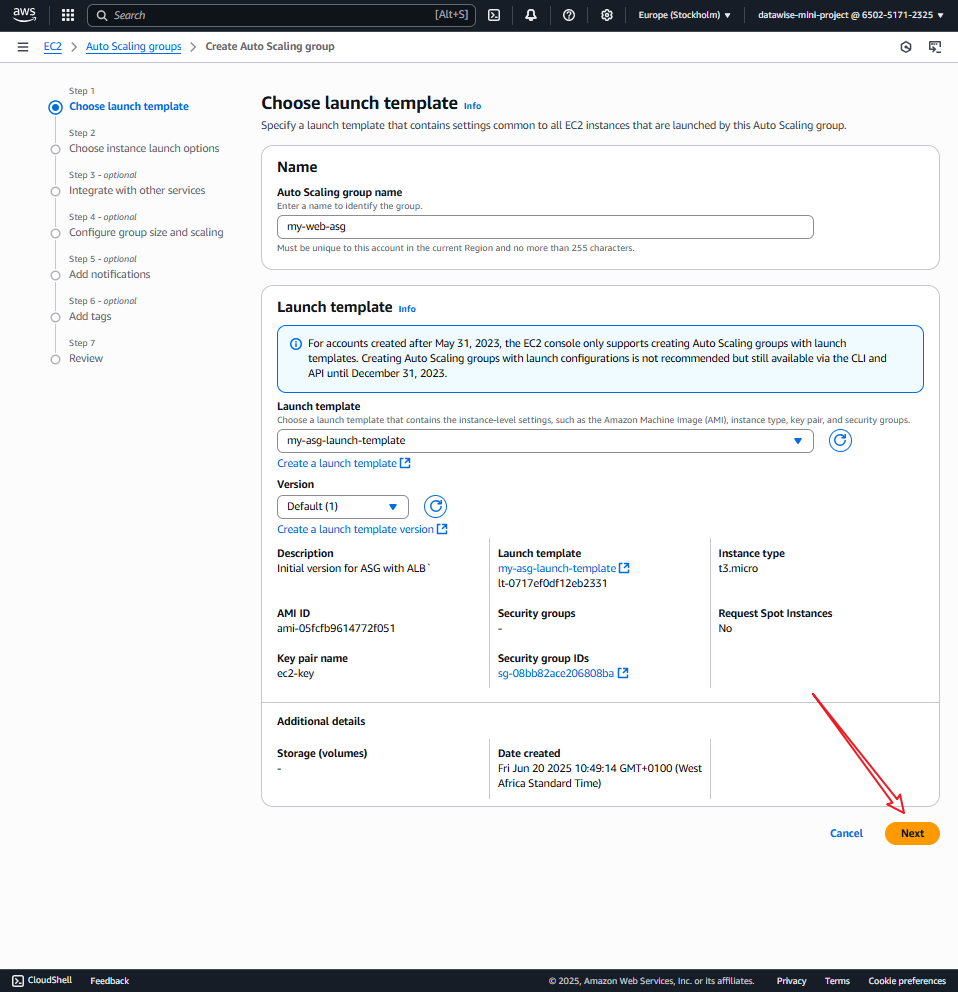 aws
Search [Alt+S]
Europe (Stockholm)
datawise-mini-project @ 6502-5171-2325
EC2
Auto Scaling groups
Create Auto Scaling group
Step 1
Choose launch template
Step 2
Choose instance launch options
Step 3 - optional
Integrate with other services
Step 4 - optional
Configure group size and scaling
Step 5 - optional
Add notifications
Step 6 - optional
Add tags
Step 7
Review
Choose launch template Info
Specify a launch template that contains settings common to all EC2 instances that are launched by this Auto Scaling group.
Name
Auto Scaling group name
Enter a name to identify the group.
my-web-asg
Must be unique to this account in the current Region and no more than 255 characters.
Launch template Info
For accounts created after May 31, 2023, the EC2 console only supports creating Auto Scaling groups with launch
templates. Creating Auto Scaling groups with launch configurations is not recommended but still available via the CLI and
API until December 31, 2023.
Launch template
Choose a launch template that contains the instance-level settings, such as the Amazon Machine Image (AMI), instance type, key pair, and security groups.
my-asg-launch-template
Create a launch template
Version
Default (1)
Create a launch template version
Description
Initial version for ASG with ALB`
Launch template
my-asg-launch-template
lt-0717ef0df12eb2331
Instance type
t3.micro
AMI ID
ami-05fcfb9614772f051
Security groups
-
Request Spot Instances
No
Key pair name
ec2-key
Security group IDs
sg-08bb82ace206808ba
Additional details
Storage (volumes)
-
Date created
Fri Jun 20 2025 10:49:14 GMT+0100 (West
Africa Standard Time)
Cancel
Next
CloudShell
Feedback
© 2025, Amazon Web Services, Inc. or its affiliates.
Privacy
Terms
Cookie preferences